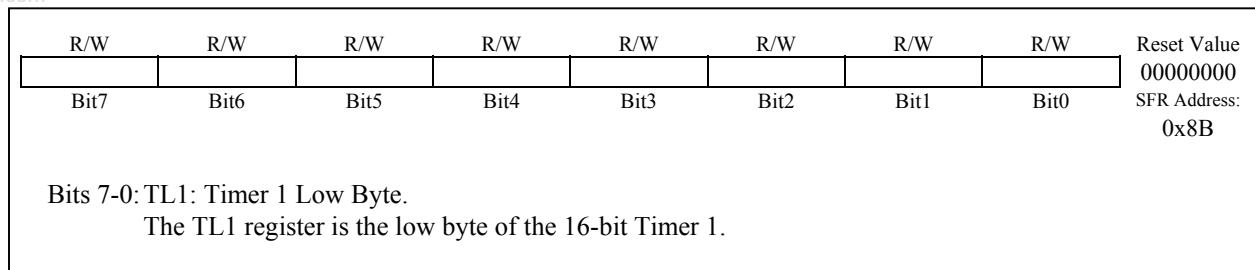 R/W R/W R/W R/W R/W R/W R/W R/W Reset Value
00000000
Bit7 Bit6 Bit5 Bit4 Bit3 Bit2 Bit1 Bit0 SFR Address:
0x8B
Bits 7-0: TL1: Timer 1 Low Byte.
The TL1 register is the low byte of the 16-bit Timer 1.